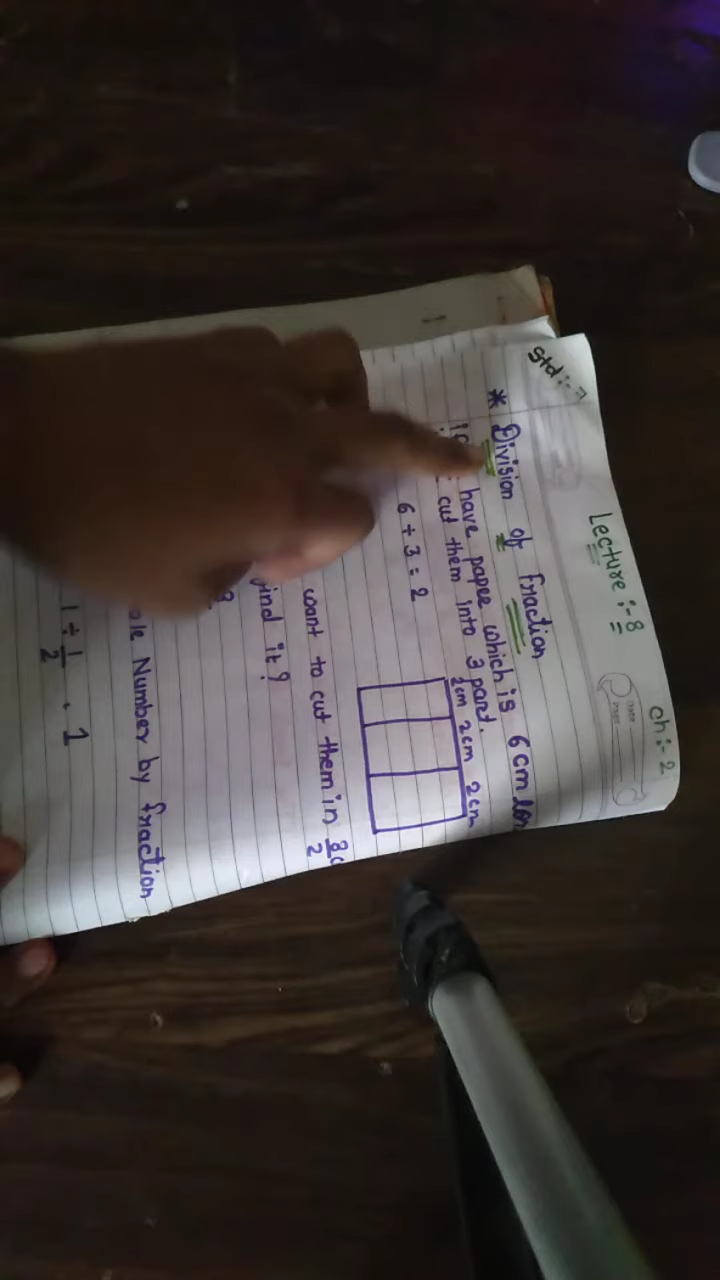 Lecture :- 8
ch :- 2
Std :- 7
Date
Page
* Division of fraction
have paper which is 6 cm
cut them into 3 part.
6 ÷ 3 = 2
2cm 2cm 2cm
want to cut them in 3/2
find it?
Number by fraction
1 ÷ 1/2 . 1